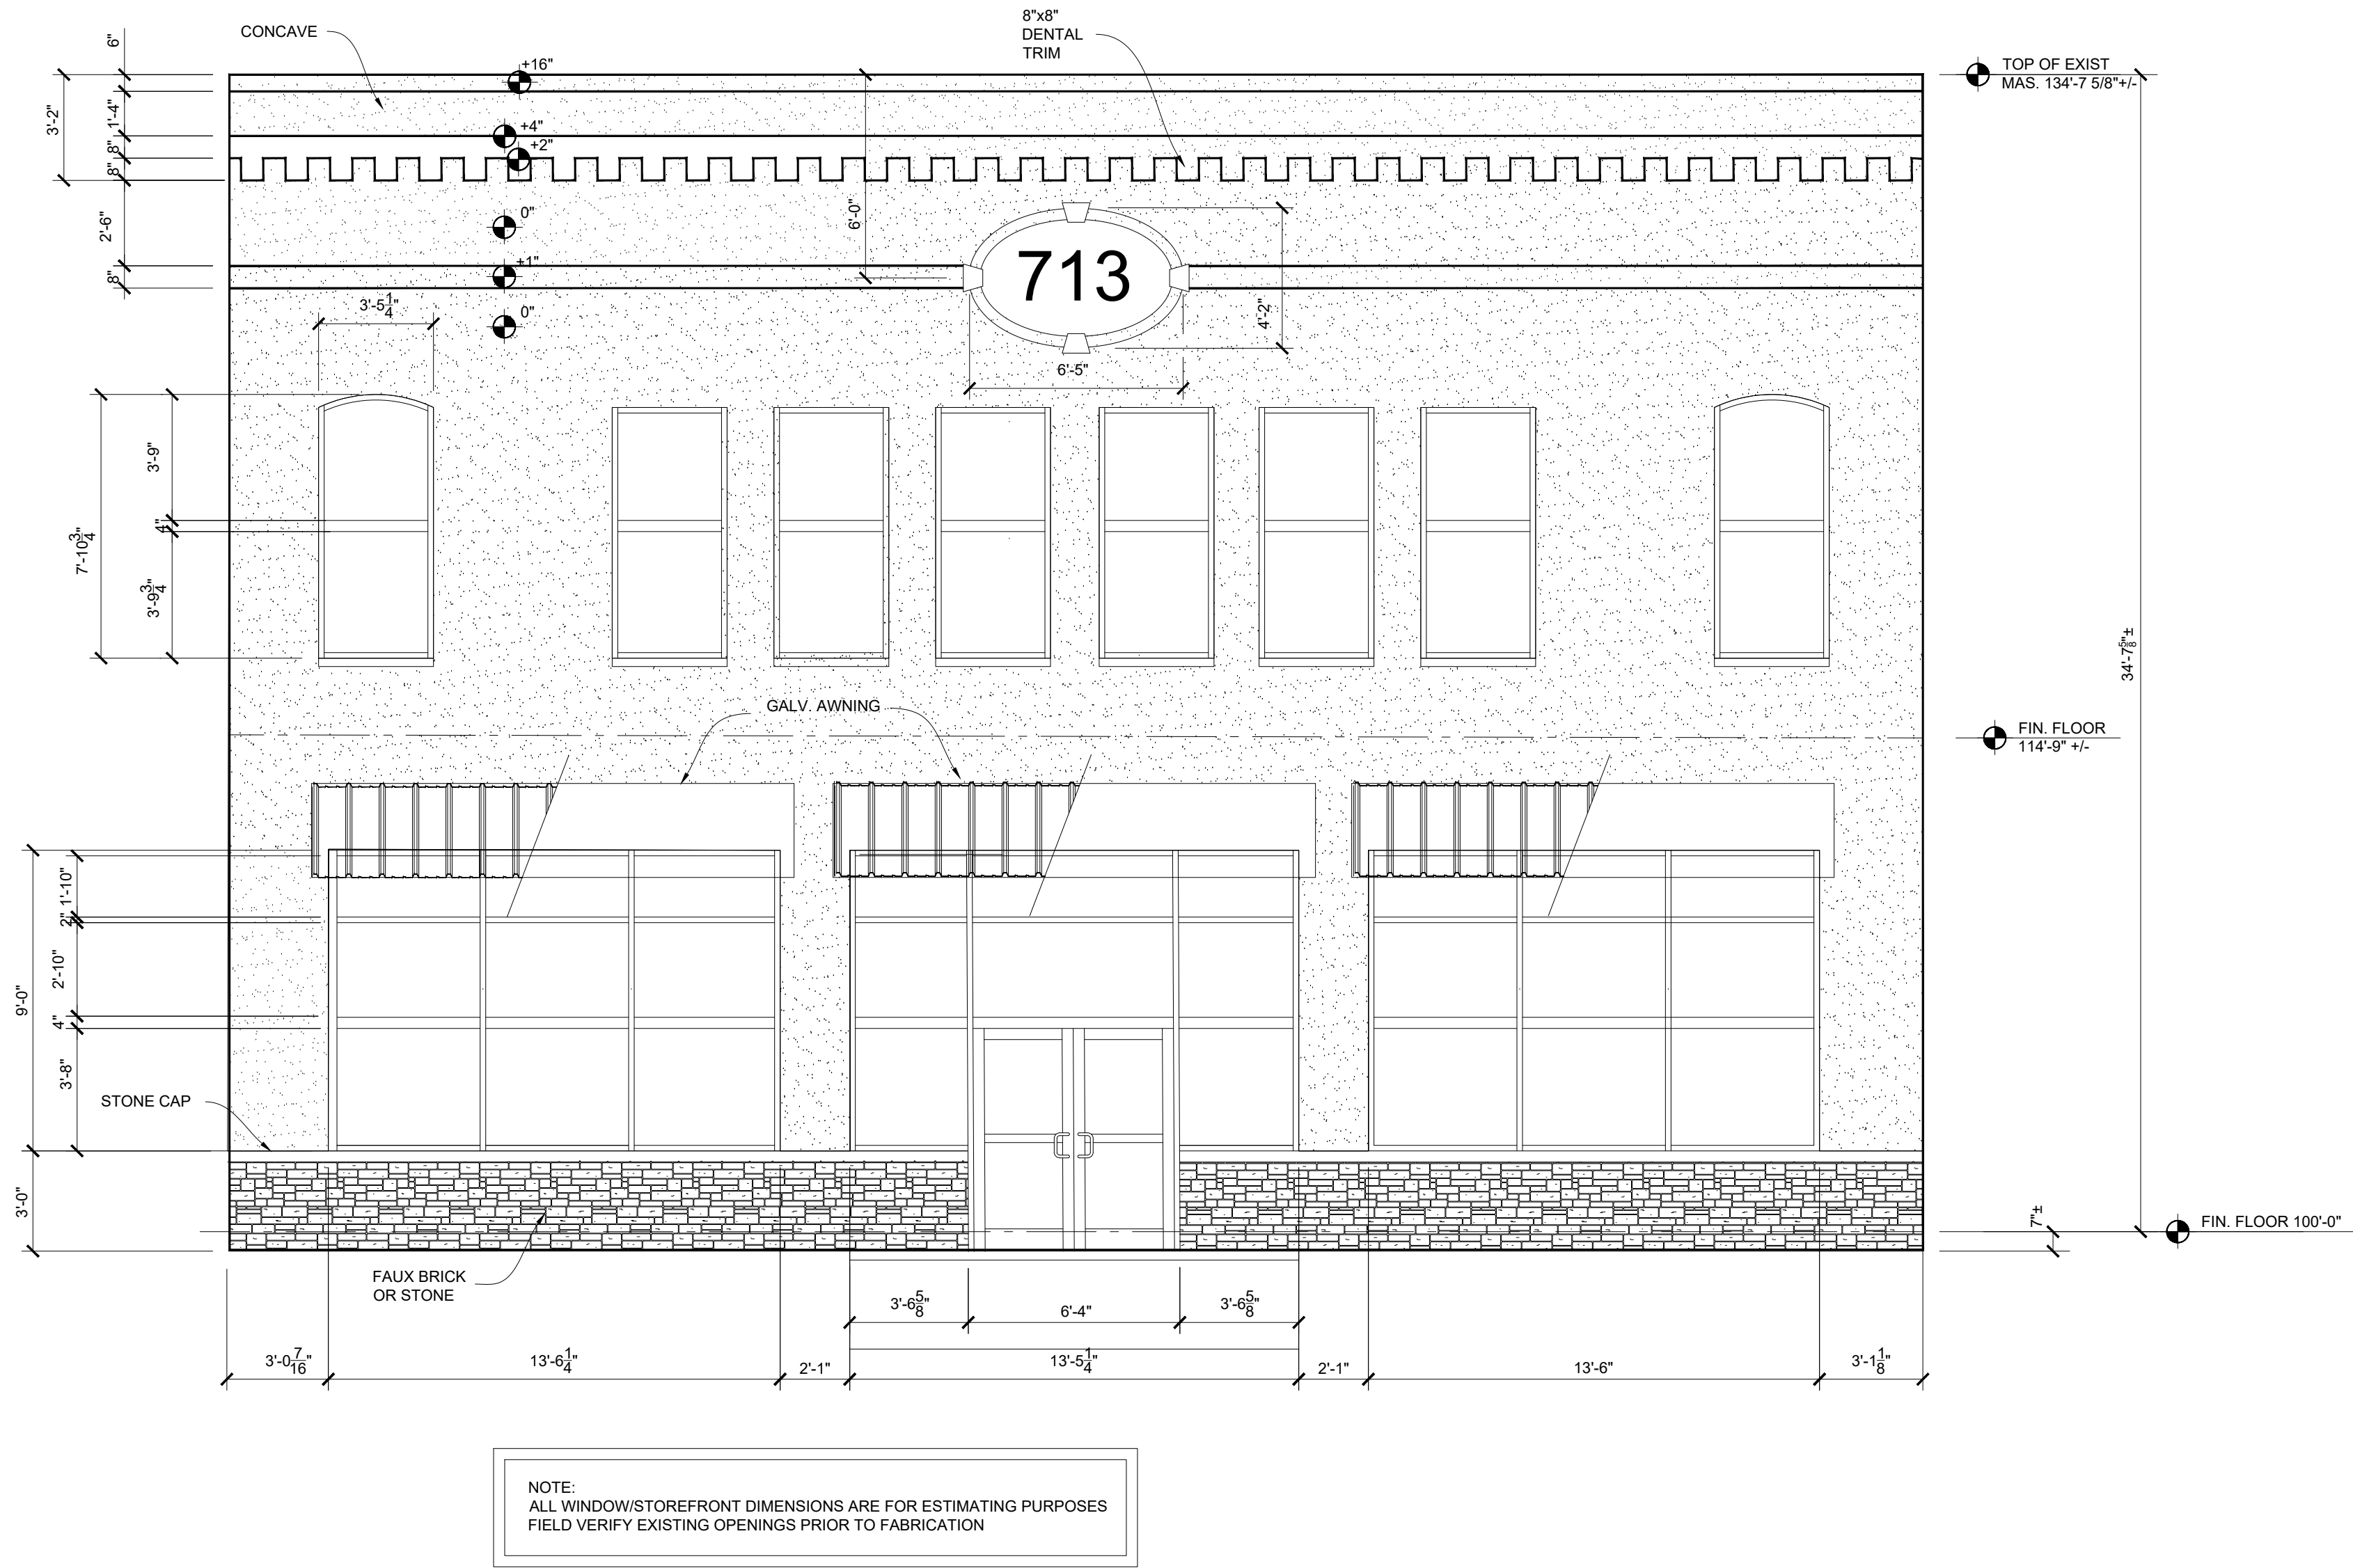 8"x8"
DENTAL
TRIM
CONCAVE
6"
3'-2"
1'-4"
8"
8"
2'-6"
8"
+16"
+4"
+2"
0"
+1"
0"
6'-0"
713
4'-2"
6'-5"
3'-5 1/4"
TOP OF EXIST
MAS. 134'-7 5/8"+/-
3'-9"
4"
7'-10 3/4"
3'-9 3/4"
34'-7 5/8"±
GALV. AWNING
FIN. FLOOR
114'-9" +/-
1'-10"
2"
2'-10"
9'-0"
4"
3'-8"
STONE CAP
3'-0"
7"±
FIN. FLOOR 100'-0"
FAUX BRICK
OR STONE
3'-6 5/8"
6'-4"
3'-6 5/8"
3'-0 7/16"
13'-6 1/4"
2'-1"
13'-5 1/4"
2'-1"
13'-6"
3'-1 1/8"
NOTE:
ALL WINDOW/STOREFRONT DIMENSIONS ARE FOR ESTIMATING PURPOSES
FIELD VERIFY EXISTING OPENINGS PRIOR TO FABRICATION